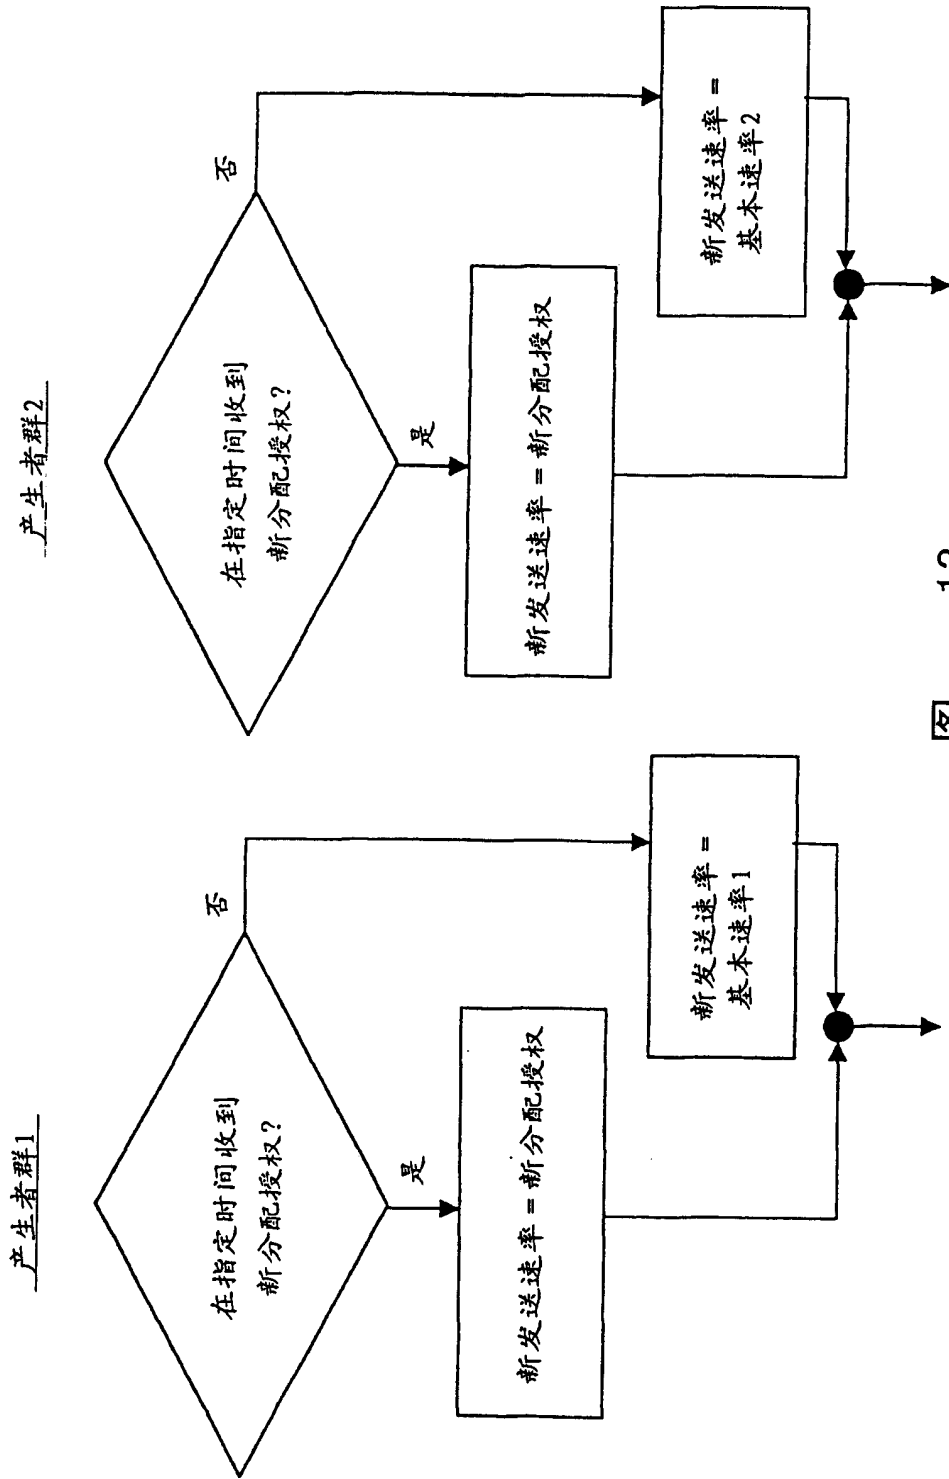 产生者群1
在指定时间收到
新分配授权?
否
是
新发送速率 = 新分配授权
新发送速率 =
基本速率1
产生者群2
在指定时间收到
新分配授权?
否
是
新发送速率 = 新分配授权
新发送速率 =
基本速率2
图